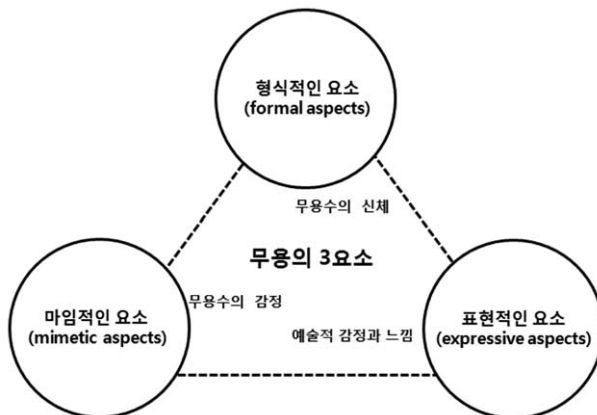 형식적인 요소
(formal aspects)
무용수의 신체
무용의 3요소
마임적인 요소
(mimetic aspects)
무용수의 감정
예술적 감정과 느낌
표현적인 요소
(expressive aspects)